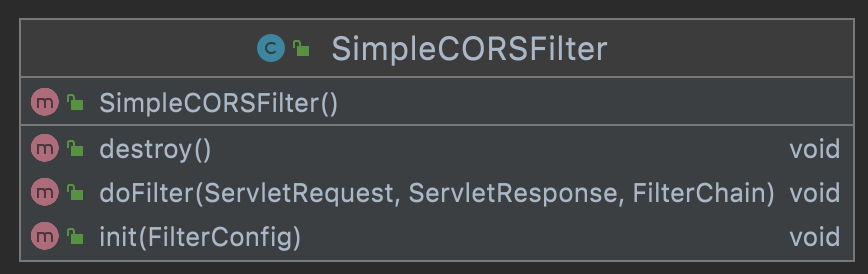 C SimpleCORSFilter
m SimpleCORSFilter()
m destroy() void
m doFilter(ServletRequest, ServletResponse, FilterChain) void
m init(FilterConfig) void